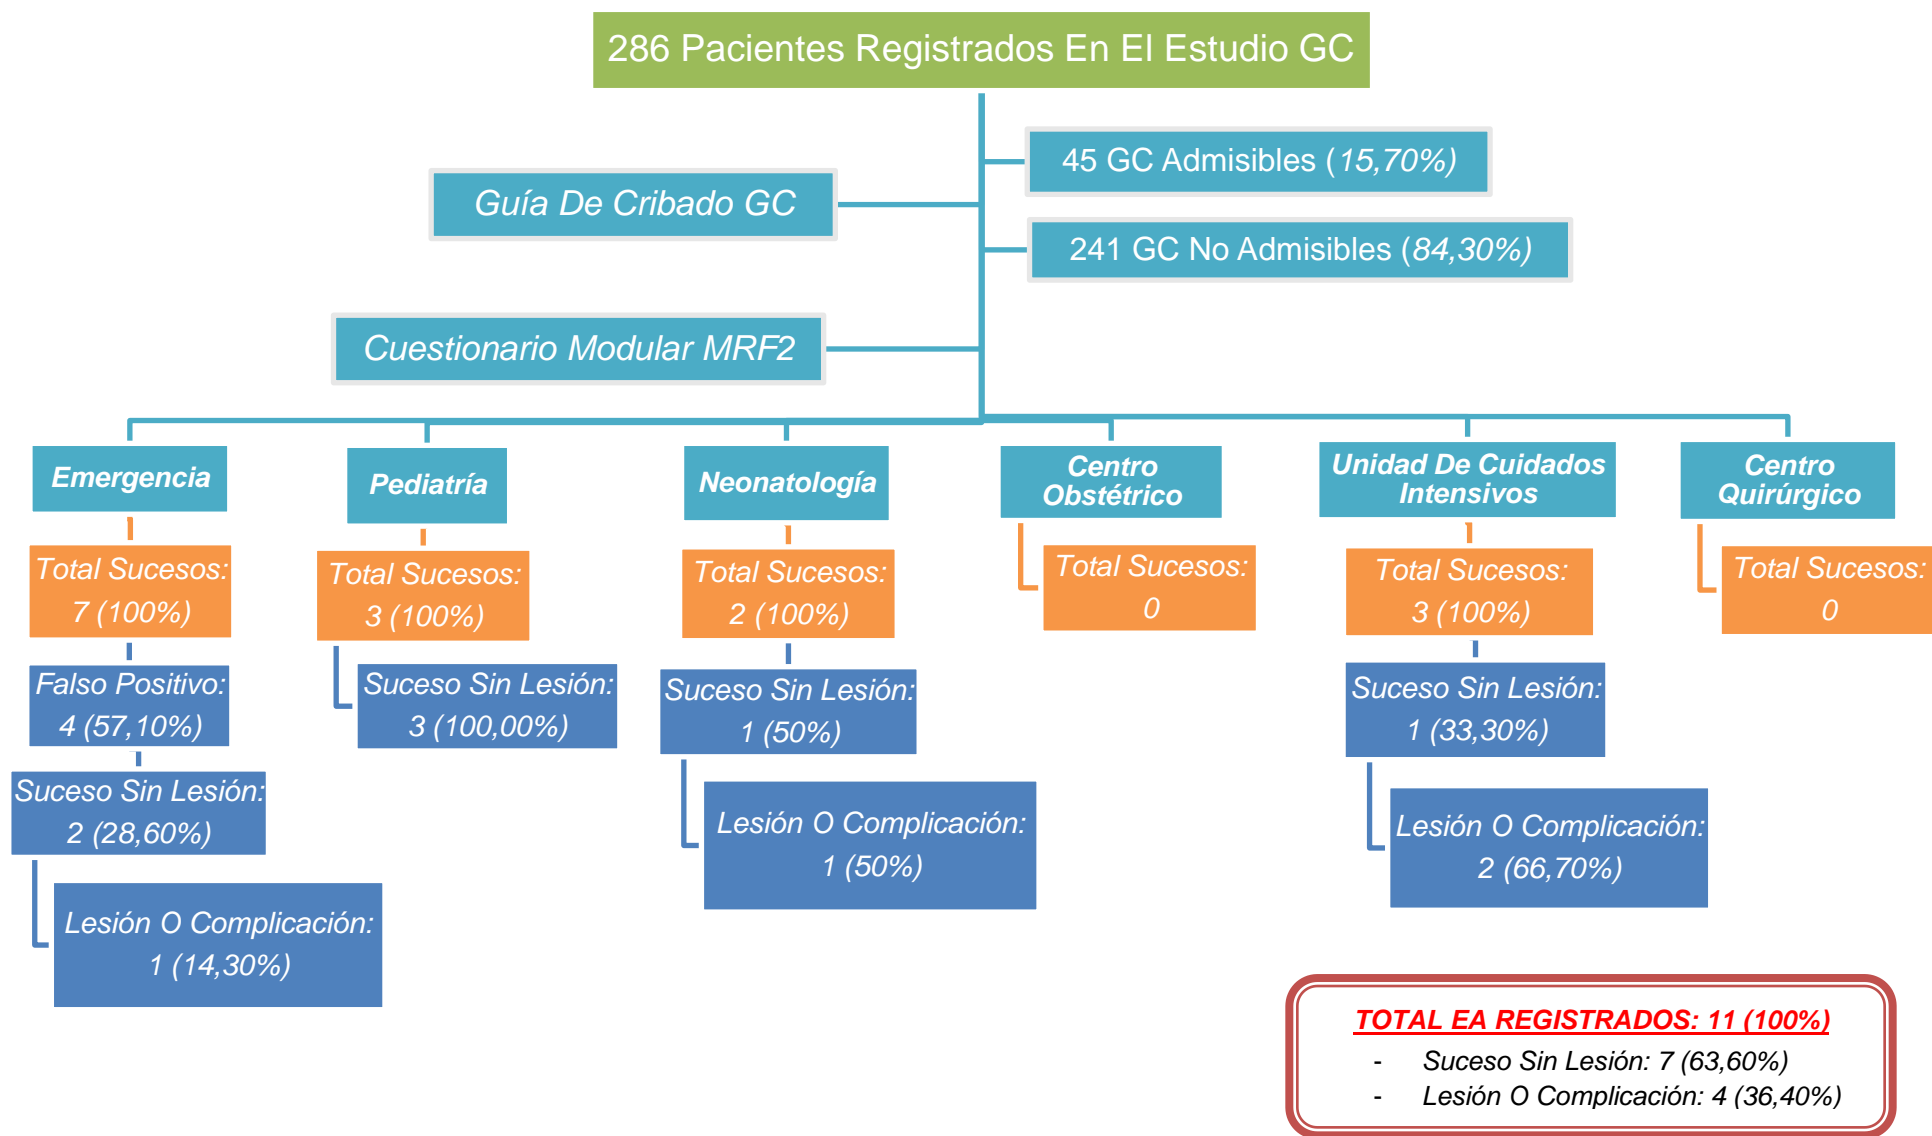 286 Pacientes Registrados En El Estudio GC
45 GC Admisibles (15,70%)
Guía De Cribado GC
241 GC No Admisibles (84,30%)
Cuestionario Modular MRF2
Emergencia
Total Sucesos:
7 (100%)
Falso Positivo:
4 (57,10%)
Suceso Sin Lesión:
2 (28,60%)
Lesión O Complicación:
1 (14,30%)
Pediatría
Total Sucesos:
3 (100%)
Suceso Sin Lesión:
3 (100,00%)
Neonatología
Total Sucesos:
2 (100%)
Suceso Sin Lesión:
1 (50%)
Lesión O Complicación:
1 (50%)
Centro
Obstétrico
Total Sucesos:
0
Unidad De Cuidados
Intensivos
Total Sucesos:
3 (100%)
Suceso Sin Lesión:
1 (33,30%)
Lesión O Complicación:
2 (66,70%)
Centro
Quirúrgico
Total Sucesos:
0
TOTAL EA REGISTRADOS: 11 (100%)
- Suceso Sin Lesión: 7 (63,60%)
- Lesión O Complicación: 4 (36,40%)